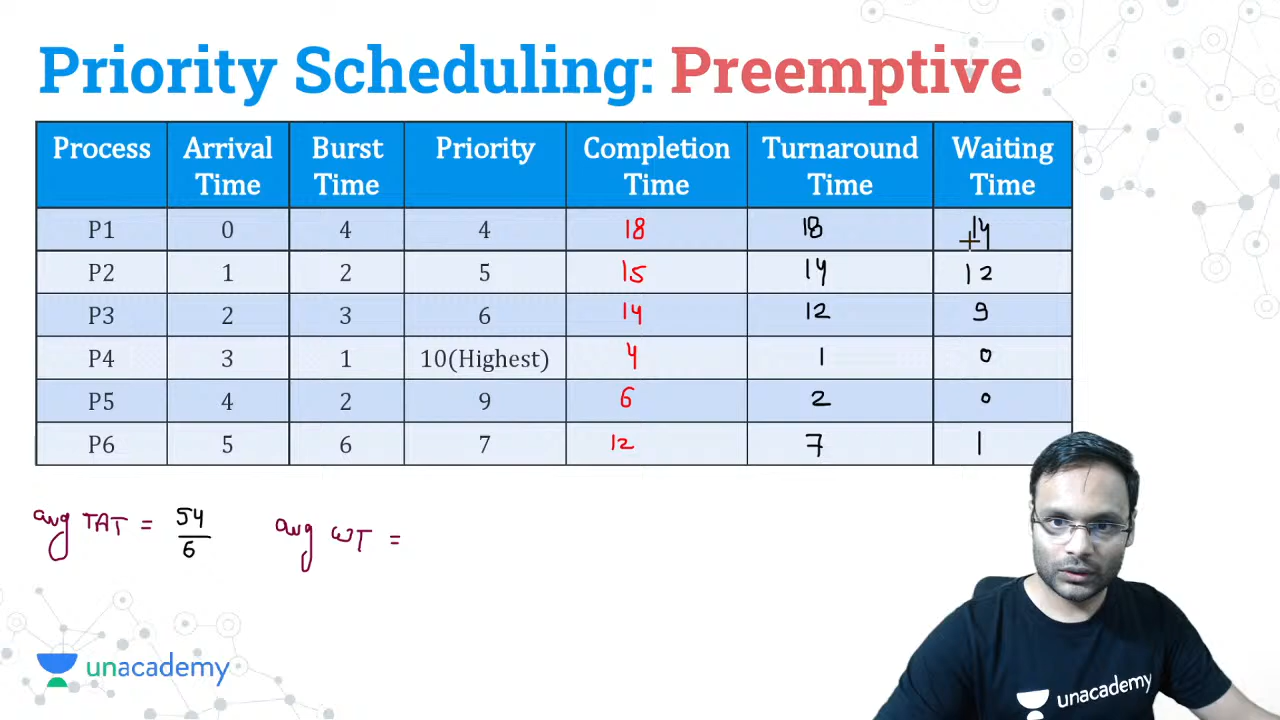 Priority Scheduling: Preemptive
Process Arrival Time Burst Time Priority Completion Time Turnaround Time Waiting Time
P1 0 4 4 18 18 14
P2 1 2 5 15 14 12
P3 2 3 6 14 12 9
P4 3 1 10(Highest) 4 1 0
P5 4 2 9 6 2 0
P6 5 6 7 12 7 1
avg TAT = 54/6 avg WT =
unacademy
unacademy